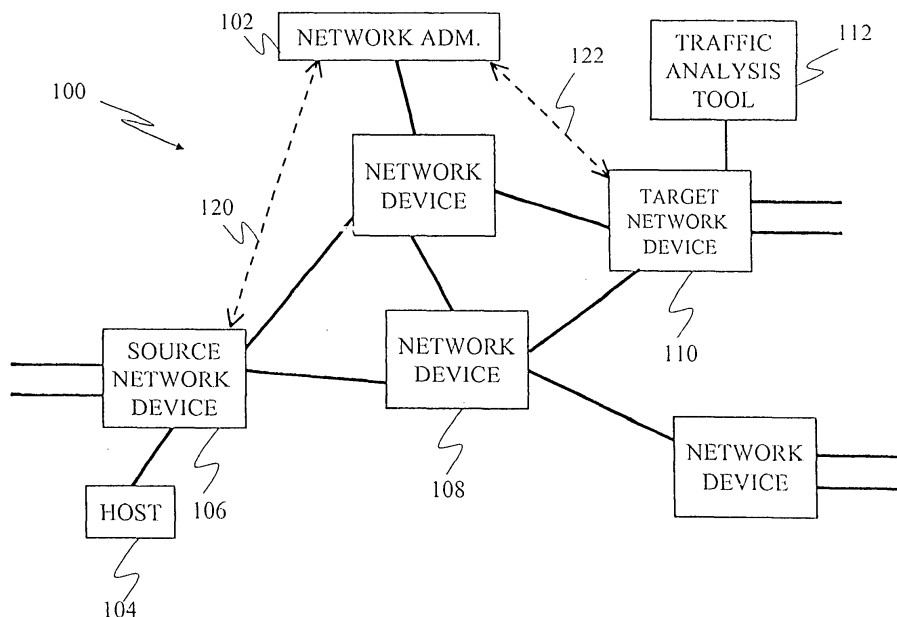 102
NETWORK ADM.
122
TRAFFIC
ANALYSIS
TOOL
112
100
NETWORK
DEVICE
120
TARGET
NETWORK
DEVICE
110
SOURCE
NETWORK
DEVICE
106
NETWORK
DEVICE
108
NETWORK
DEVICE
HOST
104